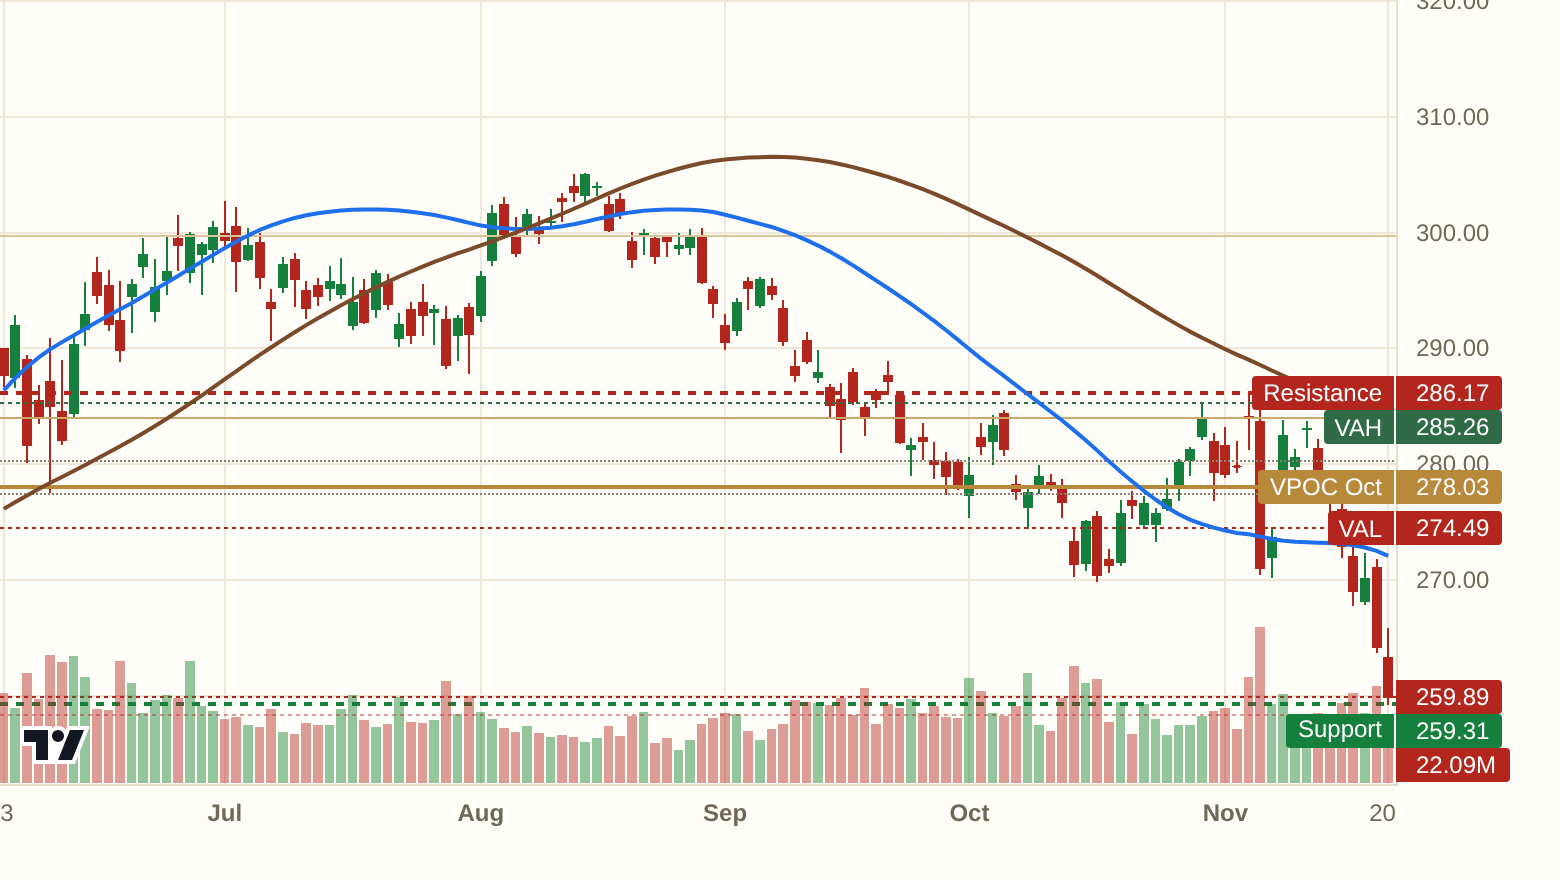 320.00
310.00
300.00
290.00
Resistance 286.17
VAH 285.26
280.00
VPOC Oct 278.03
VAL 274.49
270.00
259.89
Support 259.31
22.09M
3 Jul Aug Sep Oct Nov 20